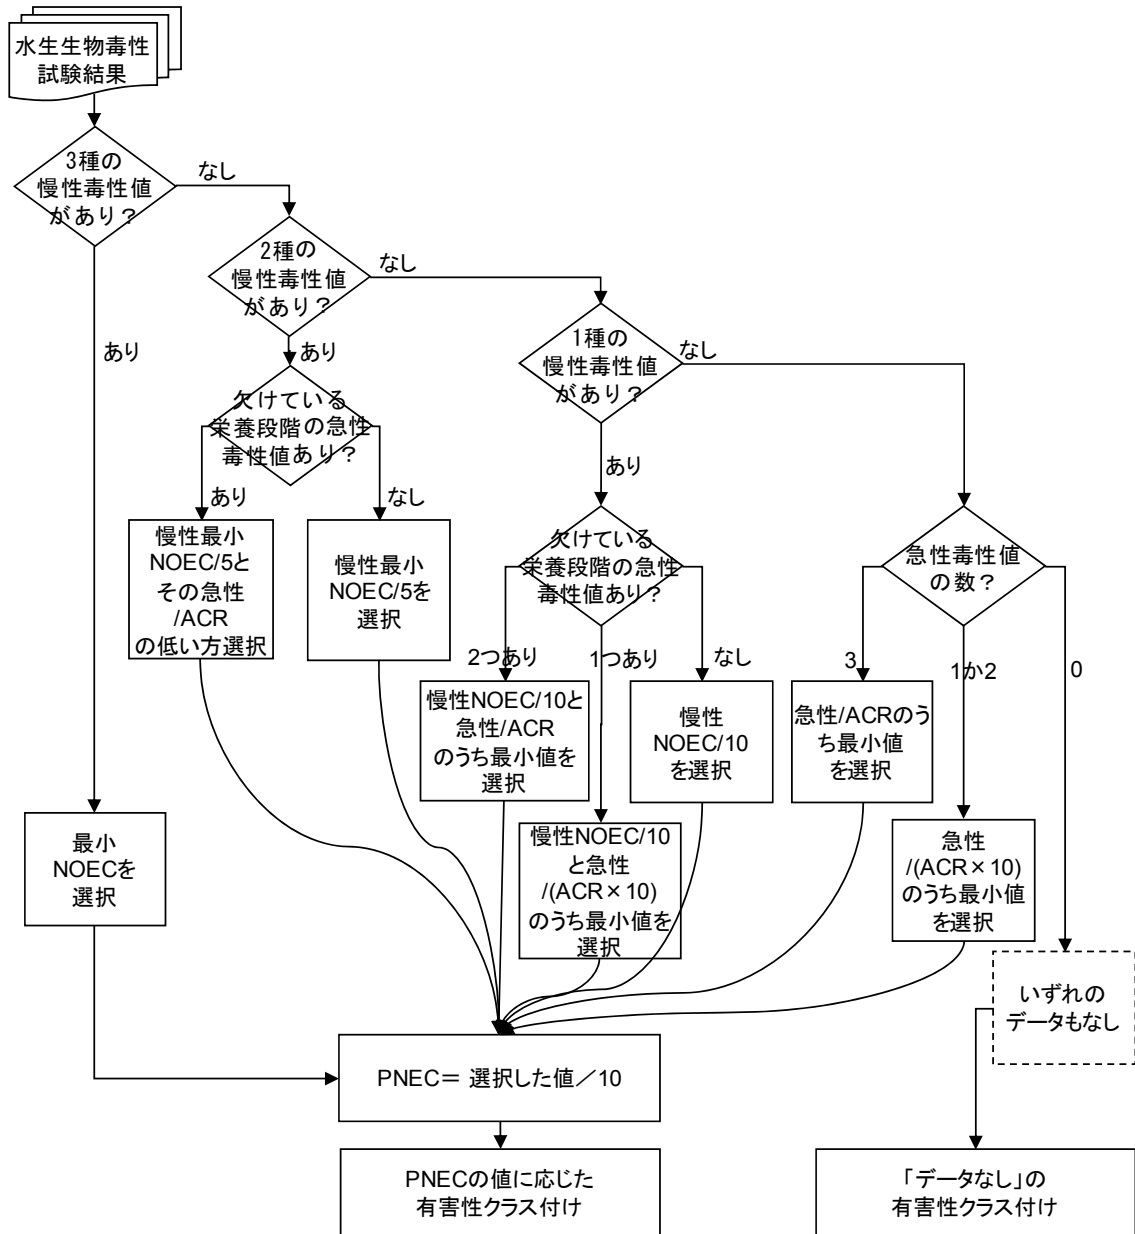 水生生物毒性
試験結果
3種の
慢性毒性値
があり？
なし
2種の
慢性毒性値
があり？
なし
1種の
慢性毒性値
があり？
なし
あり
あり
欠けている
栄養段階の急性
毒性値あり？
あり
なし
あり
慢性最小
NOEC/5と
その急性
/ACR
の低い方選択
慢性最小
NOEC/5を
選択
欠けている
栄養段階の急性
毒性値あり？
急性毒性値
の数？
2つあり
1つあり
なし
3
1か2
0
慢性NOEC/10と
急性/ACR
のうち最小値を
選択
慢性
NOEC/10
を選択
急性/ACRのう
ち最小値
を選択
最小
NOECを
選択
慢性NOEC/10
と急性
/(ACR×10)
のうち最小値を
選択
急性
/(ACR×10)
のうち最小値
を選択
いずれの
データもなし
PNEC＝ 選択した値／10
PNECの値に応じた
有害性クラス付け
「データなし」の
有害性クラス付け